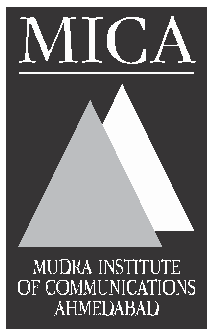 MICA
MUDRA INSTITUTE
OF COMMUNICATIONS
AHMEDABAD